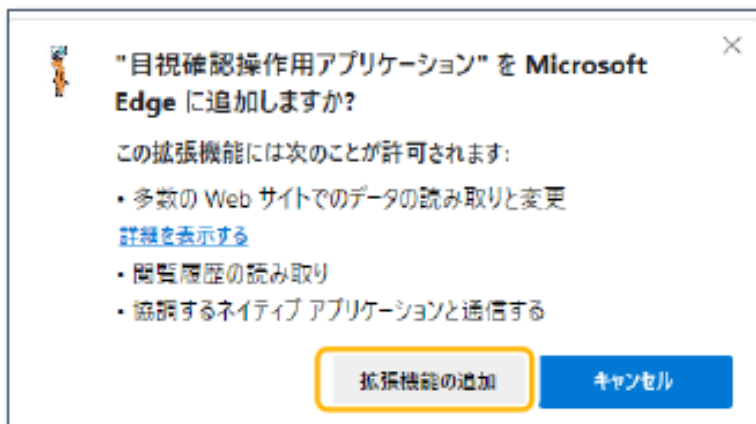 "目視確認操作用アプリケーション" を Microsoft
Edge に追加しますか?
この拡張機能には次のことが許可されます:
• 多数の Web サイトでのデータの読み取りと変更
詳細を表示する
• 閲覧履歴の読み取り
• 協調するネイティブ アプリケーションと通信する
拡張機能の追加 キャンセル